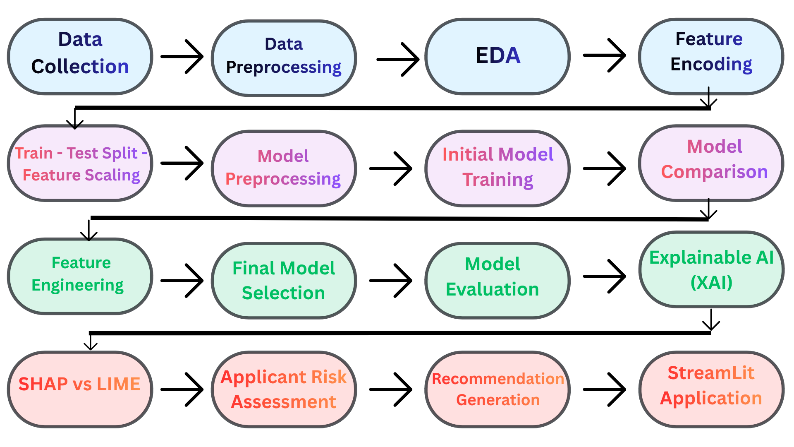 Data
Collection
Data
Preprocessing
EDA
Feature
Encoding
Train - Test Split -
Feature Scaling
Model
Preprocessing
Initial Model
Training
Model
Comparison
Feature
Engineering
Final Model
Selection
Model
Evaluation
Explainable AI
(XAI)
SHAP vs LIME
Applicant Risk
Assessment
Recommendation
Generation
StreamLit
Application